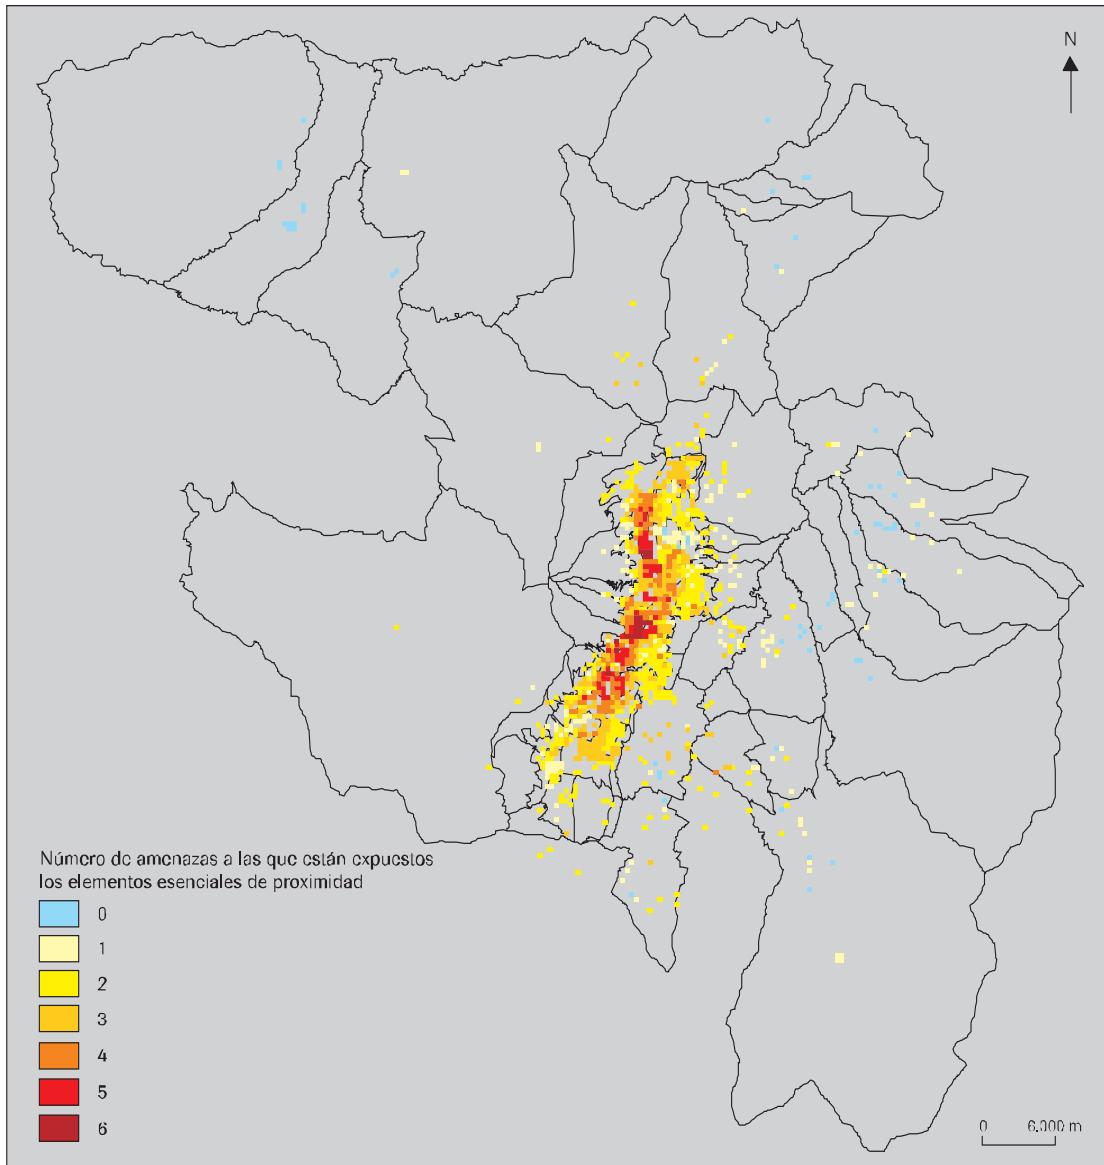 N
Número de amenazas a las que están expuestos
los elementos esenciales de proximidad
0
1
2
3
4
5
6
0 6.000 m